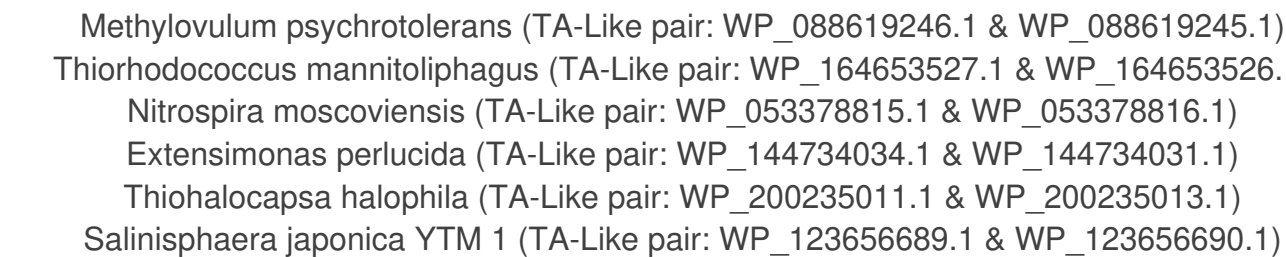 Methylovulum psychrotolerans (TA-Like pair: WP_088619246.1 & WP_088619245.1)
Thiorhodococcus mannitoliphagus (TA-Like pair: WP_164653527.1 & WP_164653526.
Nitrospira moscoviensis (TA-Like pair: WP_053378815.1 & WP_053378816.1)
Extensimonas perlucida (TA-Like pair: WP_144734034.1 & WP_144734031.1)
Thiohalocapsa halophila (TA-Like pair: WP_200235011.1 & WP_200235013.1)
Salinisphaera japonica YTM 1 (TA-Like pair: WP_123656689.1 & WP_123656690.1)